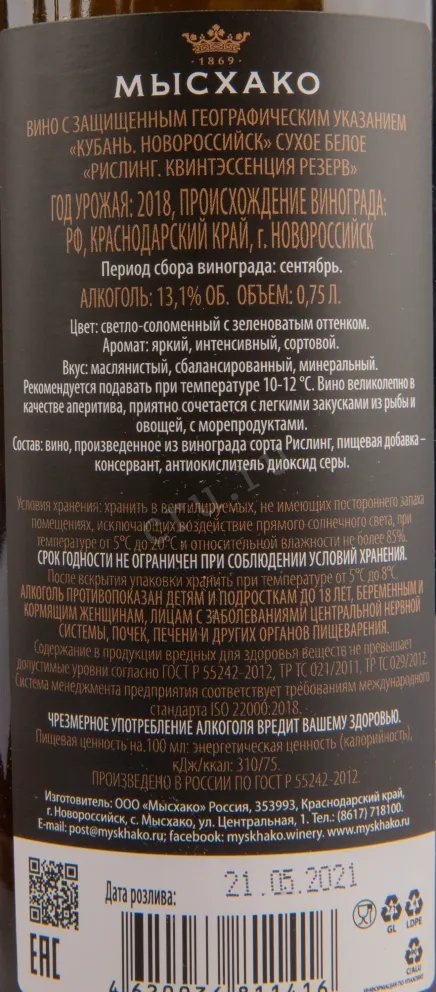 1869
МЫСХАКО
ВИНО С ЗАЩИЩЕННЫМ ГЕОГРАФИЧЕСКИМ УКАЗАНИЕМ
«КУБАНЬ. НОВОРОССИЙСК» СУХОЕ БЕЛОЕ
«РИСЛИНГ. КВИНТЭССЕНЦИЯ РЕЗЕРВ»
ГОД УРОЖАЯ: 2018, ПРОИСХОЖДЕНИЕ ВИНОГРАДА:
РФ, КРАСНОДАРСКИЙ КРАЙ, г. НОВОРОССИЙСК
Период сбора винограда: сентябрь.
АЛКОГОЛЬ: 13,1% ОБ. ОБЪЕМ: 0,75 Л.
Цвет: светло-соломенный с зеленоватым оттенком.
Аромат: яркий, интенсивный, сортовой.
Вкус: маслянистый, сбалансированный, минеральный.
Рекомендуется подавать при температуре 10-12 °С. Вино великолепно в
качестве аперитива, приятно сочетается с легкими закусками из рыбы и
овощей, с морепродуктами.
Состав: вино, произведенное из винограда сорта Рислинг, пищевая добавка –
консервант, антиокислитель диоксид серы.
Условия хранения: хранить в вентилируемых, не имеющих постороннего запаха
помещениях, исключающих воздействие прямого солнечного света, при
температуре от 5°С до 20°С и относительной влажности не более 85%.
СРОК ГОДНОСТИ НЕ ОГРАНИЧЕН ПРИ СОБЛЮДЕНИИ УСЛОВИЙ ХРАНЕНИЯ.
После вскрытия упаковки хранить при температуре от 5°С до 8°С.
АЛКОГОЛЬ ПРОТИВОПОКАЗАН ДЕТЯМ И ПОДРОСТКАМ ДО 18 ЛЕТ, БЕРЕМЕННЫМ И
КОРМЯЩИМ ЖЕНЩИНАМ, ЛИЦАМ С ЗАБОЛЕВАНИЯМИ ЦЕНТРАЛЬНОЙ НЕРВНОЙ
СИСТЕМЫ, ПОЧЕК, ПЕЧЕНИ И ДРУГИХ ОРГАНОВ ПИЩЕВАРЕНИЯ.
Содержание в продукции вредных для здоровья веществ не превышает
допустимые уровни согласно ГОСТ Р 55242-2012, ТР ТС 021/2011, ТР ТС 029/2012.
Система менеджмента предприятия соответствует требованиям международного
стандарта ISO 22000:2018.
ЧРЕЗМЕРНОЕ УПОТРЕБЛЕНИЕ АЛКОГОЛЯ ВРЕДИТ ВАШЕМУ ЗДОРОВЬЮ.
Пищевая ценность на.100 мл: энергетическая ценность (калорийность),
кДж/ккал: 310/75.
ПРОИЗВЕДЕНО В РОССИИ ПО ГОСТ Р 55242-2012.
Изготовитель: ООО «Мысхако» Россия, 353993, Краснодарский край,
г. Новороссийск, с. Мысхако, ул. Центральная, 1. Тел.: (8617) 718100.
E-mail: post@myskhako.ru; facebook: myskhako.winery. www.myskhako.ru
Дата розлива: 21.05.2021
GL LDPE
C/ALU
ИНФОРМАЦИЯ ПО УПАКОВКЕ
EAC